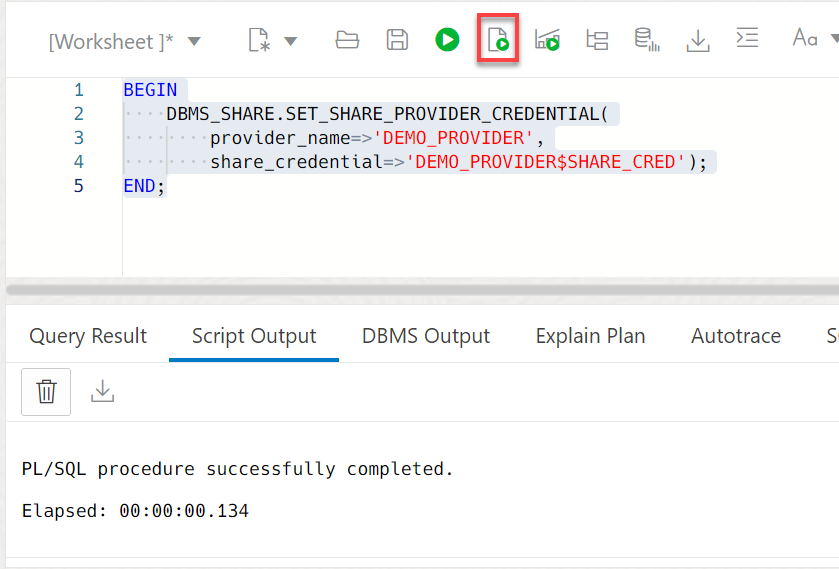 [Worksheet ]*
Aa
1 BEGIN
2 DBMS_SHARE.SET_SHARE_PROVIDER_CREDENTIAL(
3 provider_name=>'DEMO_PROVIDER',
4 share_credential=>'DEMO_PROVIDER$SHARE_CRED');
5 END;
Query Result Script Output DBMS Output Explain Plan Autotrace
PL/SQL procedure successfully completed.
Elapsed: 00:00:00.134